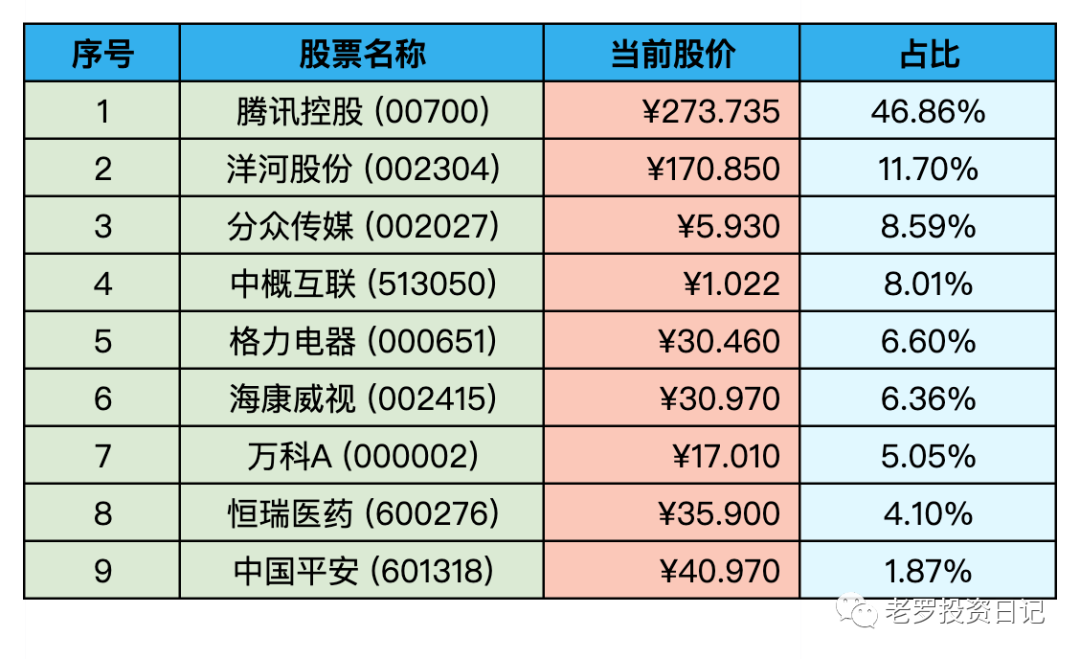 序号 股票名称 当前股价 占比
1 腾讯控股 (00700) ¥273.735 46.86%
2 洋河股份 (002304) ¥170.850 11.70%
3 分众传媒 (002027) ¥5.930 8.59%
4 中概互联 (513050) ¥1.022 8.01%
5 格力电器 (000651) ¥30.460 6.60%
6 海康威视 (002415) ¥30.970 6.36%
7 万科A (000002) ¥17.010 5.05%
8 恒瑞医药 (600276) ¥35.900 4.10%
9 中国平安 (601318) ¥40.970 1.87%
老罗投资日记